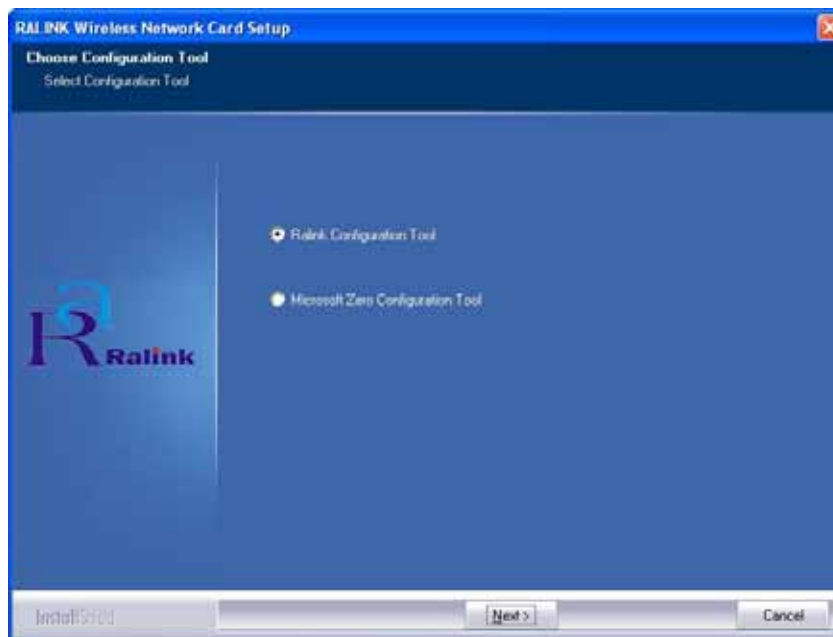 RALINK Wireless Network Card Setup
Choose Configuration Tool
Select Configuration Tool
Ralink Configuration Tool
Microsoft Zero Configuration Tool
Ra
Ralink
InstallShield
Next >
Cancel